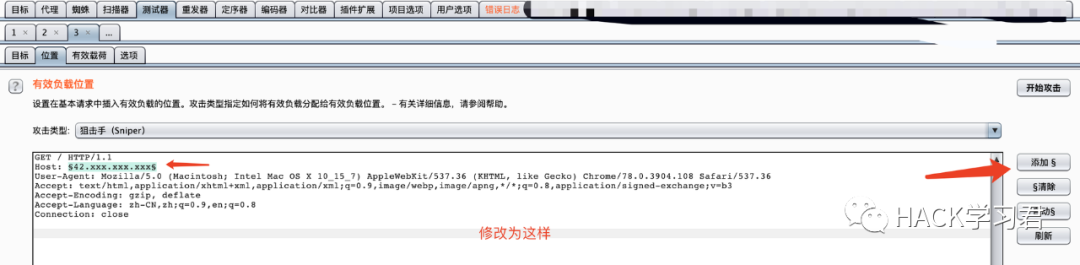 目标 代理 蜘蛛 扫描器 测试器 重发器 定序器 编码器 对比器 插件扩展 项目选项 用户选项 错误日志
1 × 2 × 3 × ...
目标 位置 有效载荷 选项
? 有效负载位置
开始攻击
设置在基本请求中插入有效负载的位置。攻击类型指定如何将有效负载分配给有效负载位置。 - 有关详细信息，请参阅帮助。
攻击类型: 狙击手（Sniper）
GET / HTTP/1.1
Host: §42.xxx.xxx.xxx§
User-Agent: Mozilla/5.0 (Macintosh; Intel Mac OS X 10_15_7) AppleWebKit/537.36 (KHTML, like Gecko) Chrome/78.0.3904.108 Safari/537.36
Accept: text/html,application/xhtml+xml,application/xml;q=0.9,image/webp,image/apng,*/*;q=0.8,application/signed-exchange;v=b3
Accept-Encoding: gzip, deflate
Accept-Language: zh-CN,zh;q=0.9,en;q=0.8
Connection: close
修改为这样
添加 §
§清除
动§
刷新
HACK学习君